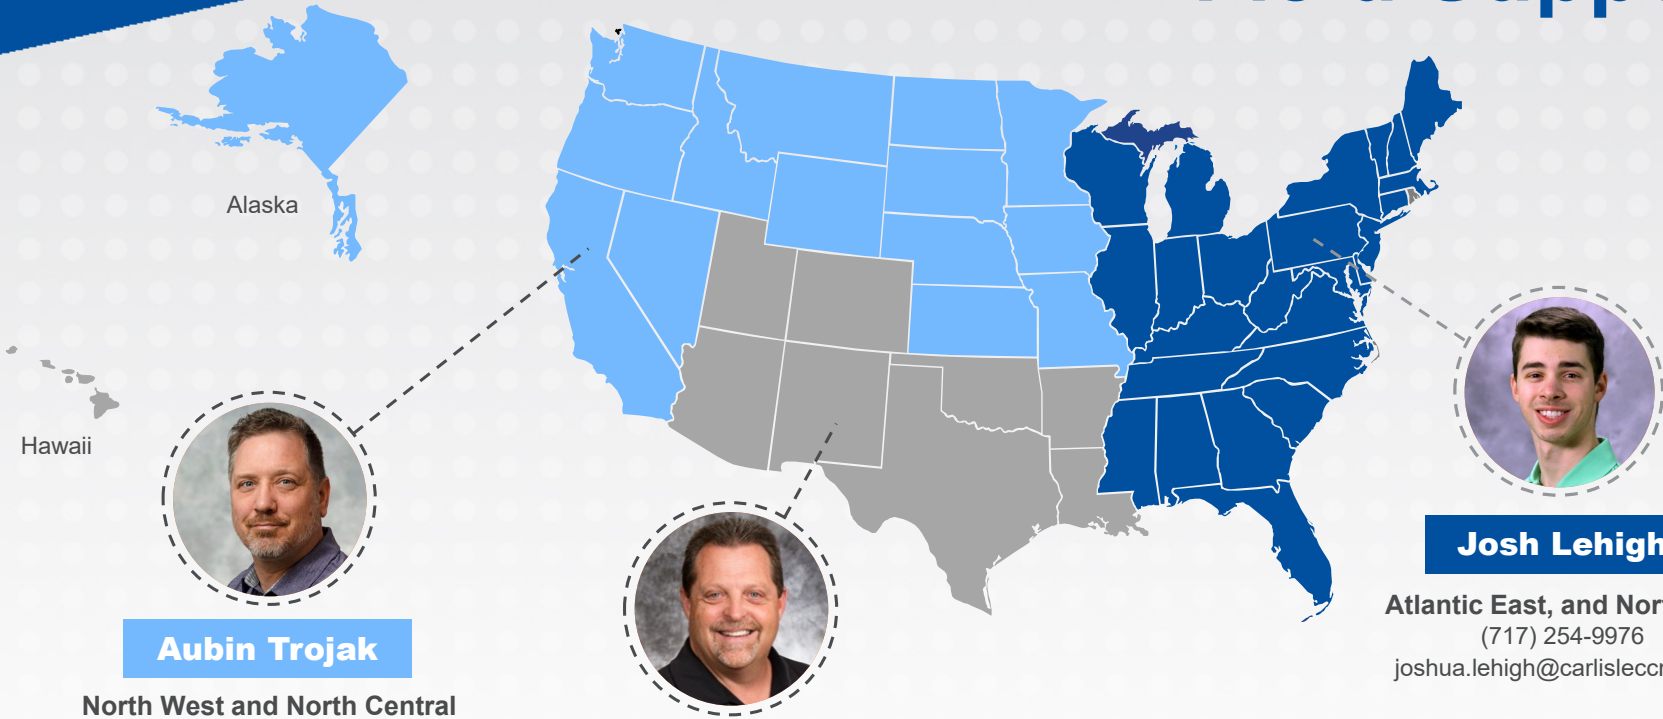 Alaska
Hawaii
Aubin Trojak
North West and North Central
Josh Lehigh
Atlantic East, and Nor
(717) 254-9976
joshua.lehigh@carlislecc